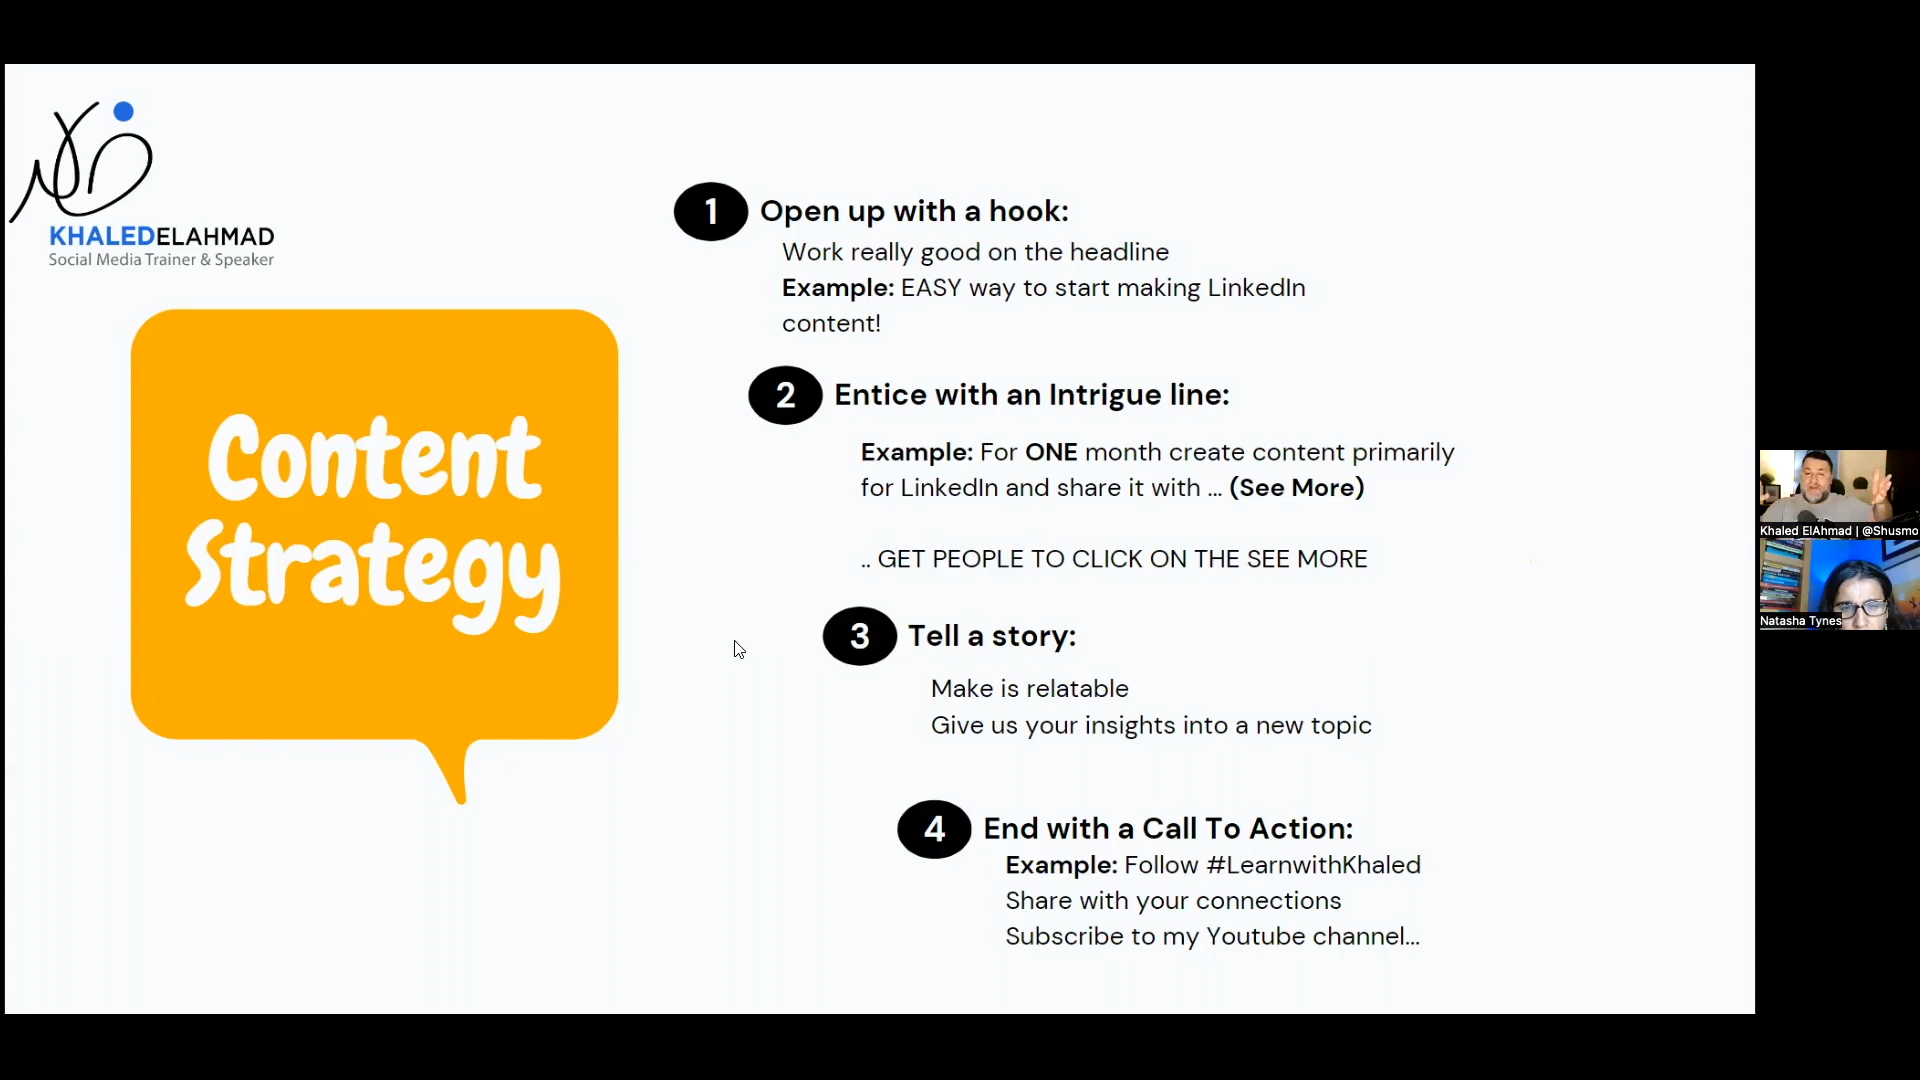 KHALEDELAHMAD
Social Media Trainer & Speaker
Content
Strategy
1 Open up with a hook:
Work really good on the headline
Example: EASY way to start making LinkedIn
content!
2 Entice with an Intrigue line:
Example: For ONE month create content primarily
for LinkedIn and share it with ... (See More)
.. GET PEOPLE TO CLICK ON THE SEE MORE
3 Tell a story:
Make is relatable
Give us your insights into a new topic
4 End with a Call To Action:
Example: Follow #LearnwithKhaled
Share with your connections
Subscribe to my Youtube channel...
Khaled ElAhmad | @Shusmo
Natasha Tynes